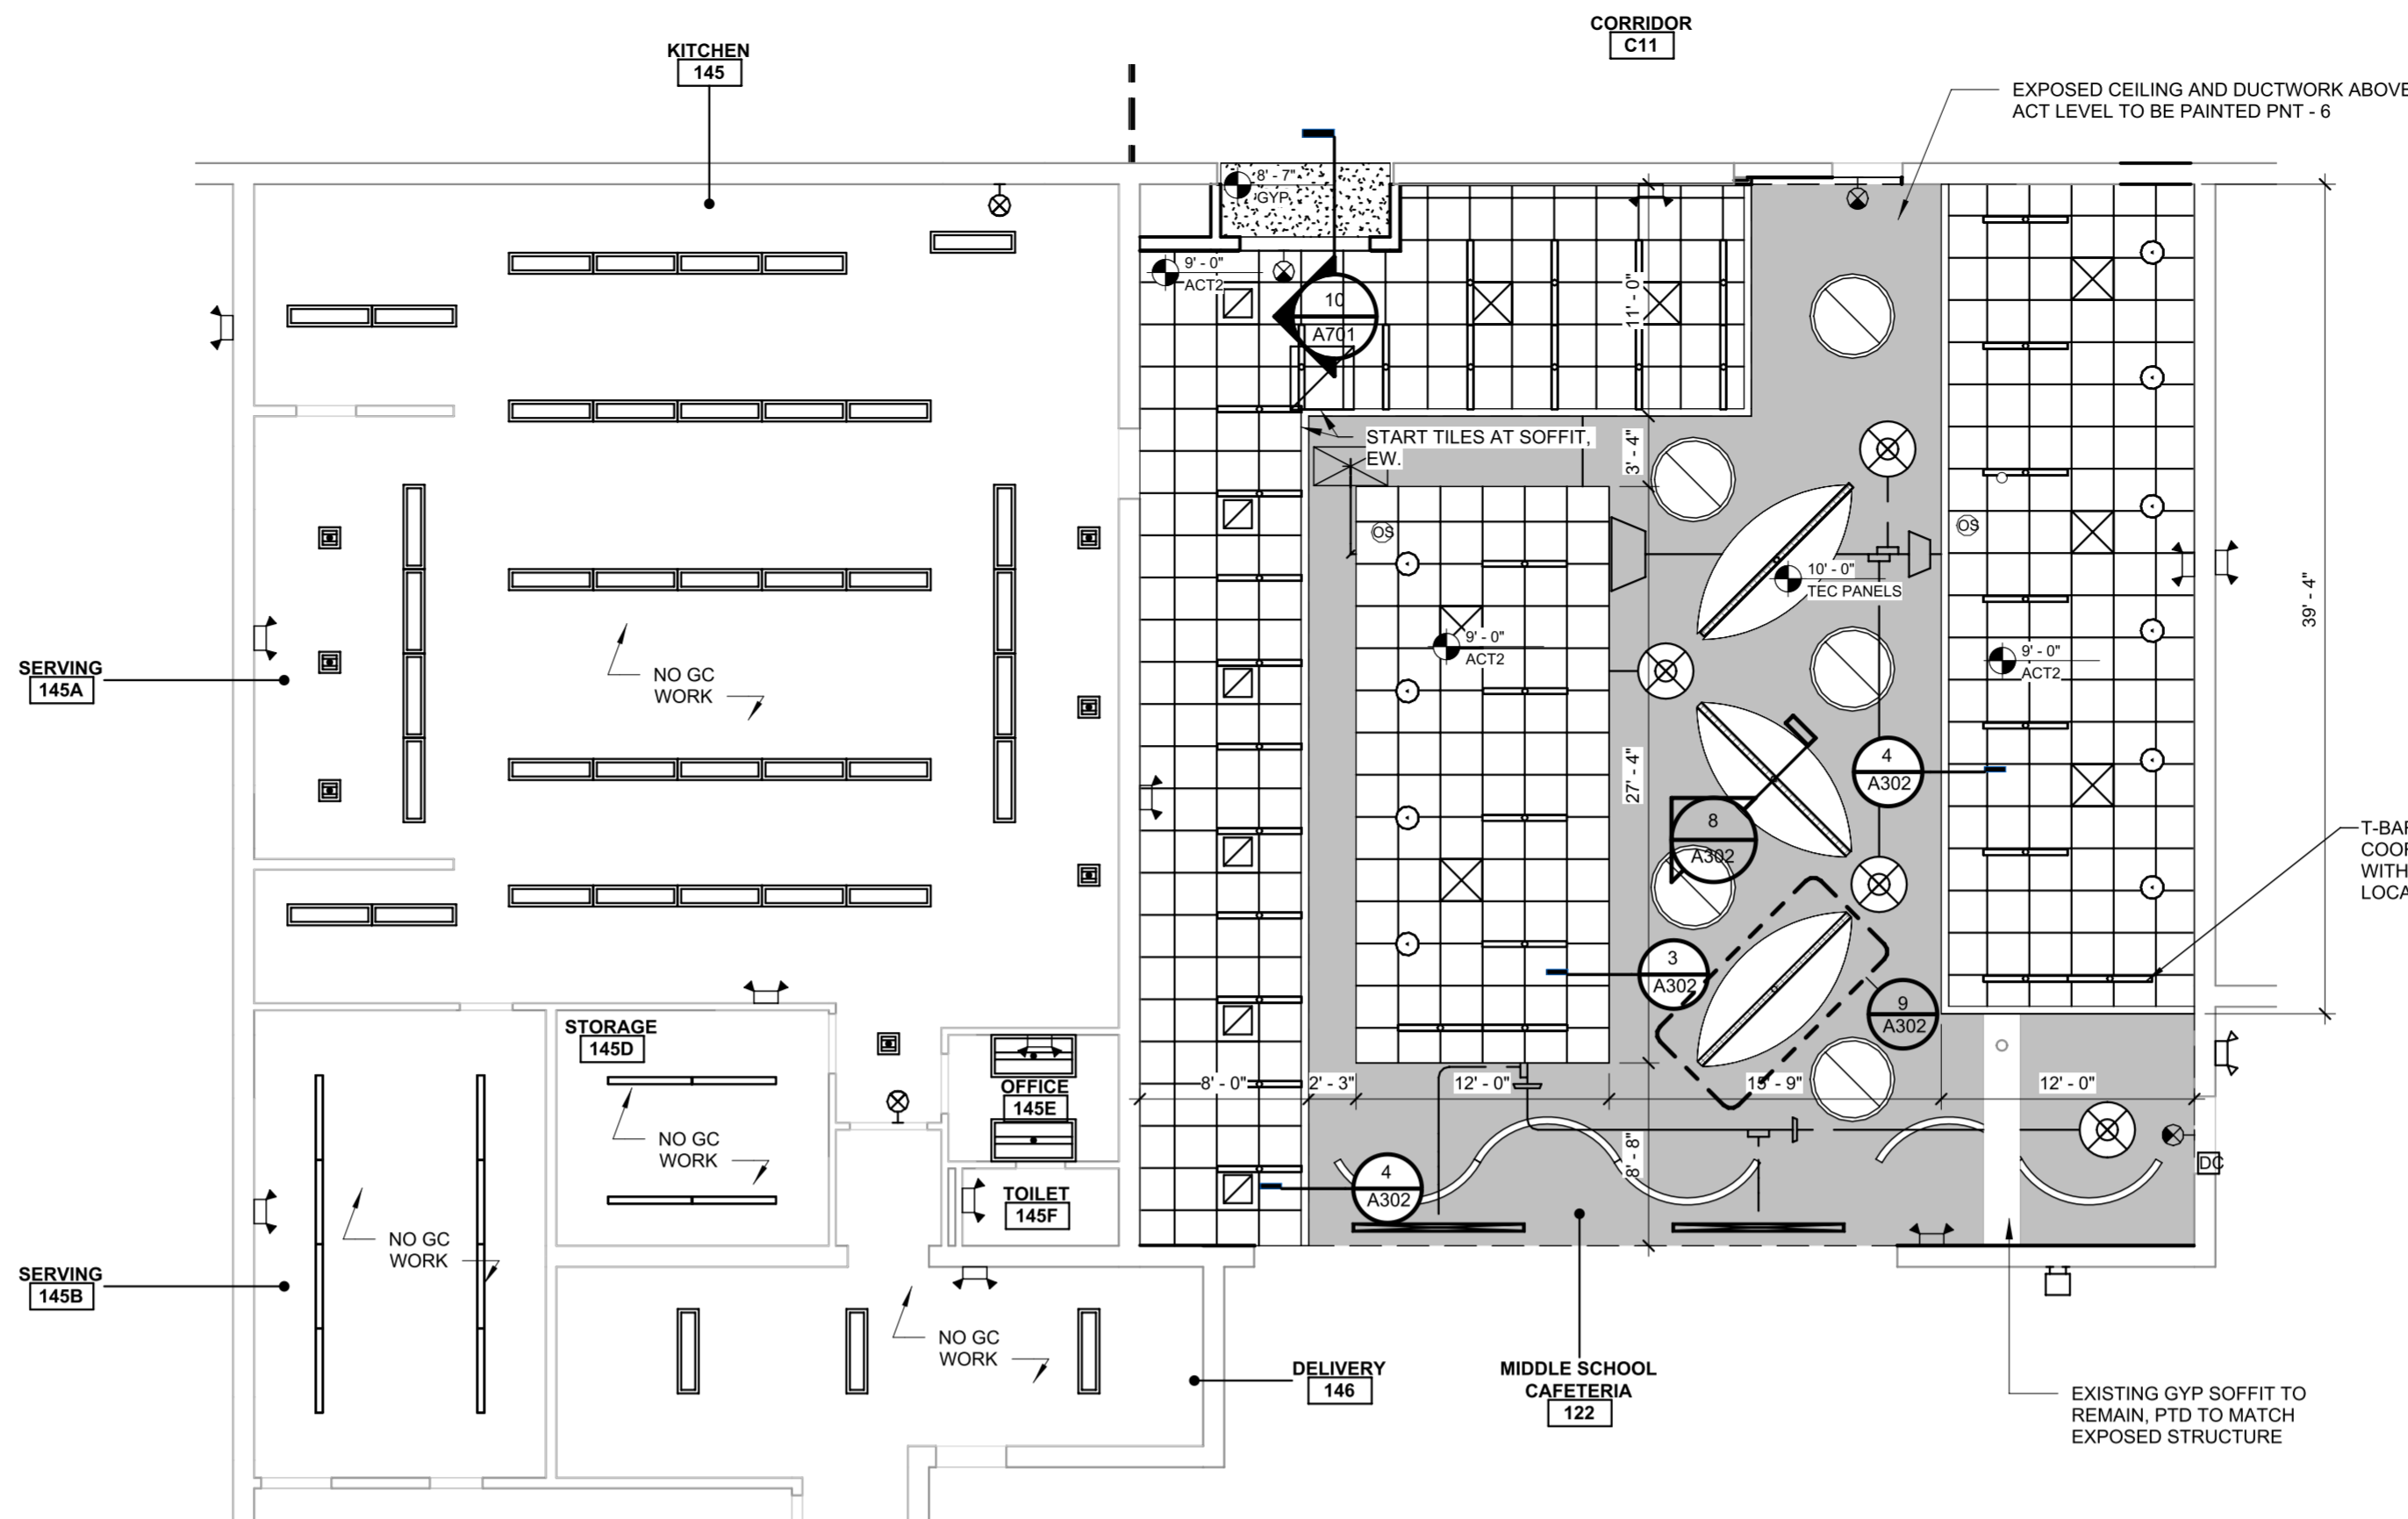 CORRIDOR
C11
KITCHEN
145
EXPOSED CEILING AND DUCTWORK ABOVE
ACT LEVEL TO BE PAINTED PNT - 6
8' - 7"
GYP
9' - 0"
ACT2
10
A701
11' - 0"
START TILES AT SOFFIT,
EW.
3' - 4"
OS
OS
10' - 0"
TEC PANELS
39' - 4"
9' - 0"
ACT2
9' - 0"
ACT2
SERVING
145A
NO GC
WORK
27' - 4"
4
A302
8
A302
WITH
3
A302
9
A302
STORAGE
145D
OFFICE
145E
8' - 0"
2' - 3"
12' - 0"
15' - 9"
12' - 0"
NO GC
WORK
8' - 8"
DC
4
A302
TOILET
145F
NO GC
WORK
SERVING
145B
NO GC
WORK
DELIVERY
146
MIDDLE SCHOOL
CAFETERIA
122
EXISTING GYP SOFFIT TO
REMAIN, PTD TO MATCH
EXPOSED STRUCTURE